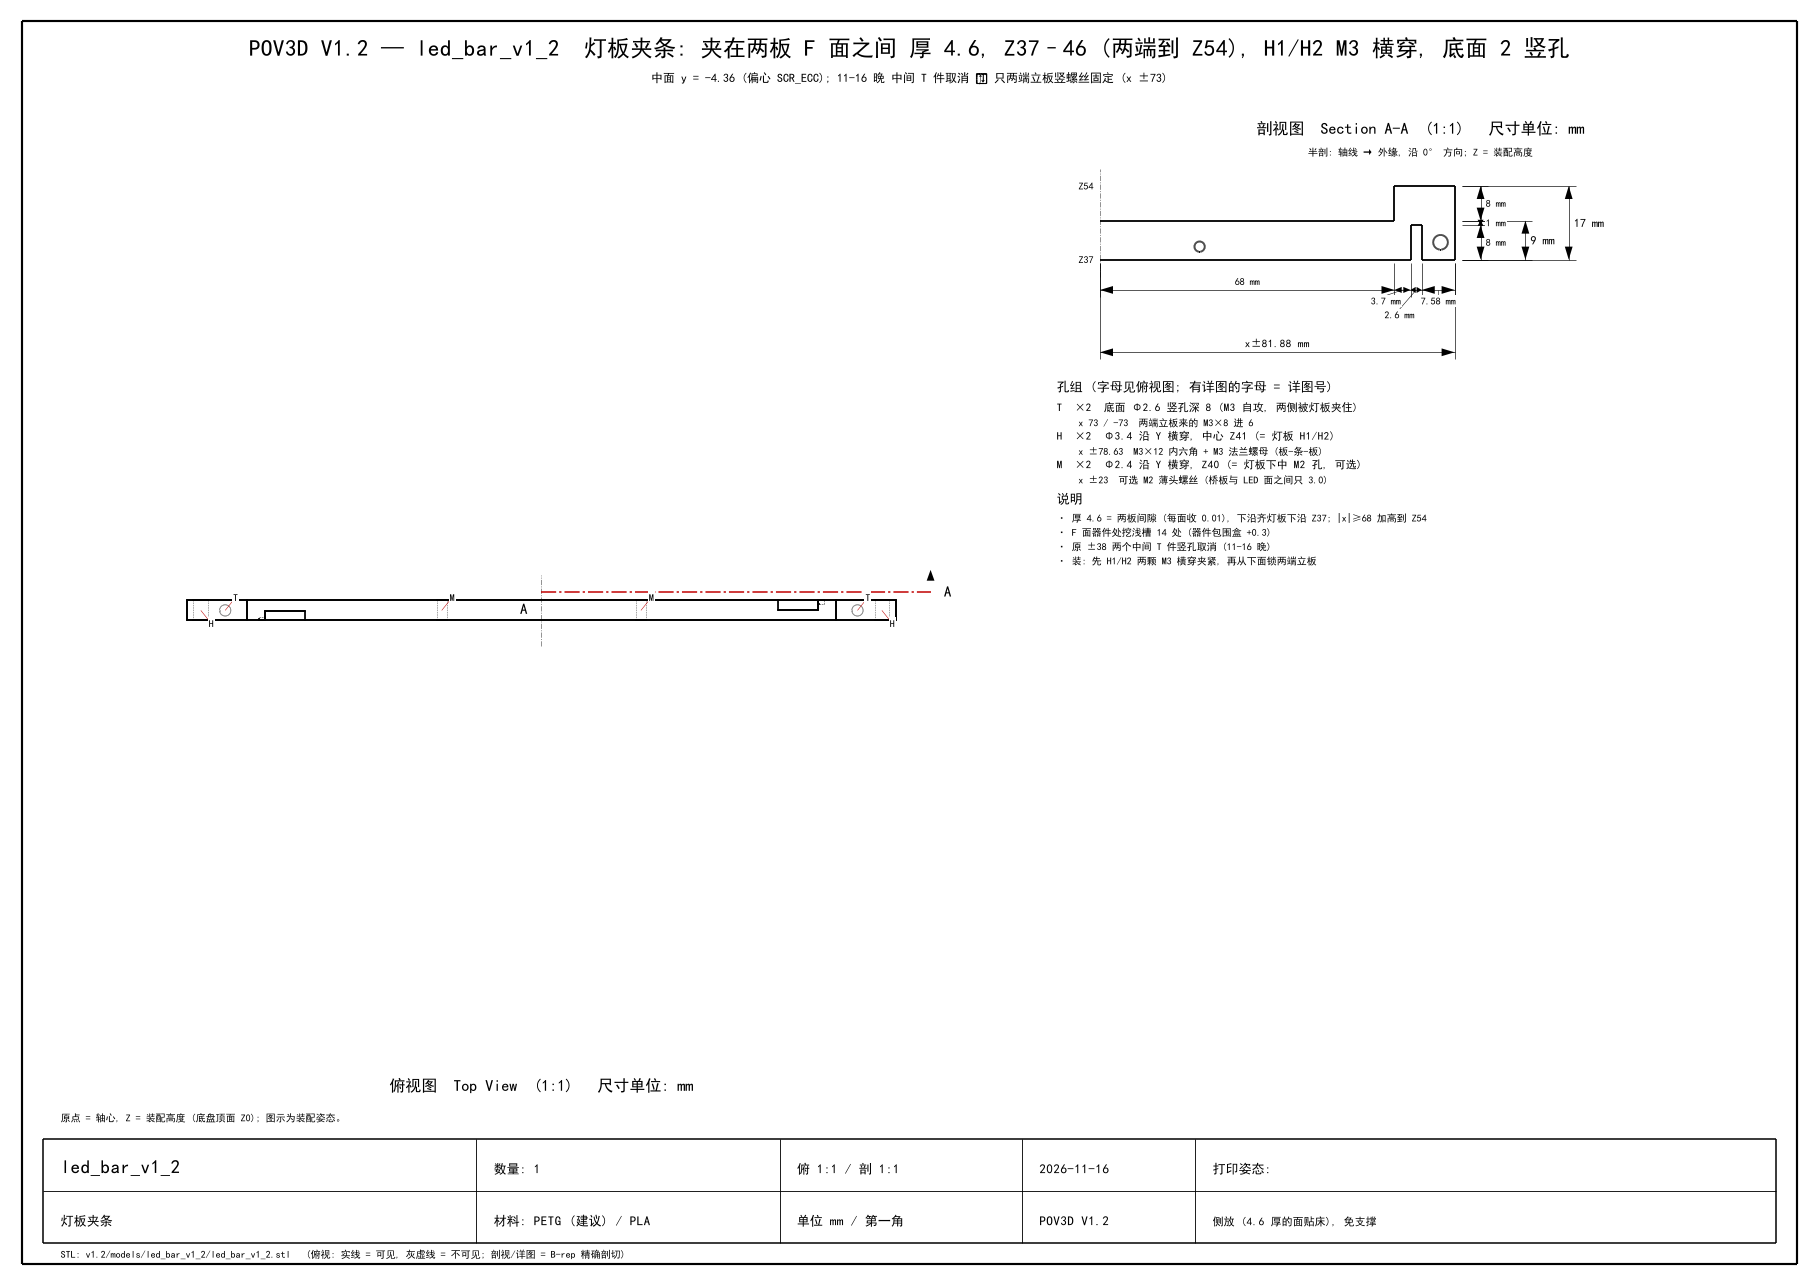 POV3D V1.2 — led_bar_v1_2  灯板夹条: 夹在两板 F 面之间 厚 4.6, Z37–46 (两端到 Z54), H1/H2 M3 横穿, 底面 2 竖孔
中面 y = -4.36 (偏心 SCR_ECC); 11-16 晚 中间 T 件取消 只两端立板竖螺丝固定 (x ±73)
剖视图  Section A-A  (1:1)  尺寸单位: mm
半剖: 轴线 → 外缘, 沿 0° 方向; Z = 装配高度
Z54
8 mm
1 mm
17 mm
8 mm
9 mm
Z37
68 mm
3.7 mm
7.58 mm
2.6 mm
x±81.88 mm
孔组 (字母见俯视图; 有详图的字母 = 详图号)
T  ×2  底面 Φ2.6 竖孔深 8 (M3 自攻, 两侧被灯板夹住)
x 73 / -73  两端立板来的 M3×8 进 6
H  ×2  Φ3.4 沿 Y 横穿, 中心 Z41 (= 灯板 H1/H2)
x ±78.63  M3×12 内六角 + M3 法兰螺母 (板-条-板)
M  ×2  Φ2.4 沿 Y 横穿, Z40 (= 灯板下中 M2 孔, 可选)
x ±23  可选 M2 薄头螺丝 (桥板与 LED 面之间只 3.0)
说明
· 厚 4.6 = 两板间隙 (每面收 0.01), 下沿齐灯板下沿 Z37; |x|≥68 加高到 Z54
· F 面器件处挖浅槽 14 处 (器件包围盒 +0.3)
· 原 ±38 两个中间 T 件竖孔取消 (11-16 晚)
· 装: 先 H1/H2 两颗 M3 横穿夹紧, 再从下面锁两端立板
A
T
M
A
M
T
H
H
俯视图  Top View  (1:1)  尺寸单位: mm
原点 = 轴心, Z = 装配高度 (底盘顶面 Z0); 图示为装配姿态。
led_bar_v1_2
数量: 1
俯 1:1 / 剖 1:1
2026-11-16
打印姿态:
灯板夹条
材料: PETG (建议) / PLA
单位 mm / 第一角
POV3D V1.2
侧放 (4.6 厚的面贴床), 免支撑
STL: v1.2/models/led_bar_v1_2/led_bar_v1_2.stl  (俯视: 实线 = 可见, 灰虚线 = 不可见; 剖视/详图 = B-rep 精确剖切)